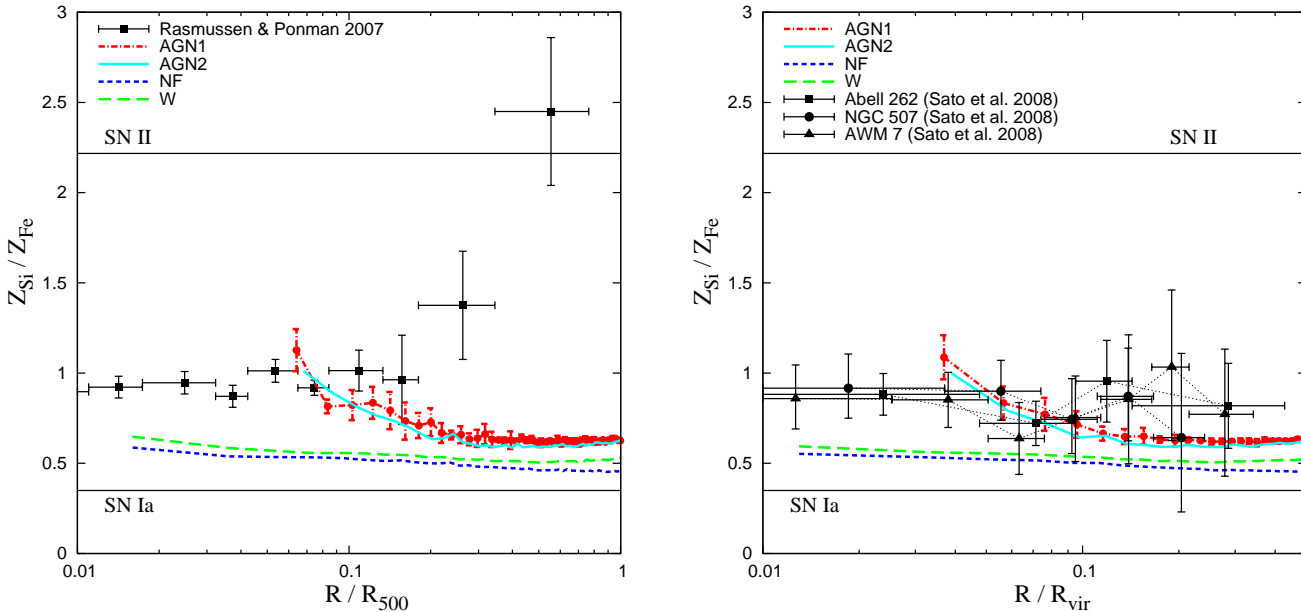 3
2.5
2
1.5
1
0.5
0
Z_Si / Z_Fe
Rasmussen & Ponman 2007
AGN1
AGN2
NF
W
SN II
SN Ia
0.01
0.1
1
R / R_500
3
2.5
2
1.5
1
0.5
0
Z_Si / Z_Fe
AGN1
AGN2
NF
W
Abell 262 (Sato et al. 2008)
NGC 507 (Sato et al. 2008)
AWM 7 (Sato et al. 2008)
SN II
SN Ia
0.01
0.1
R / R_vir